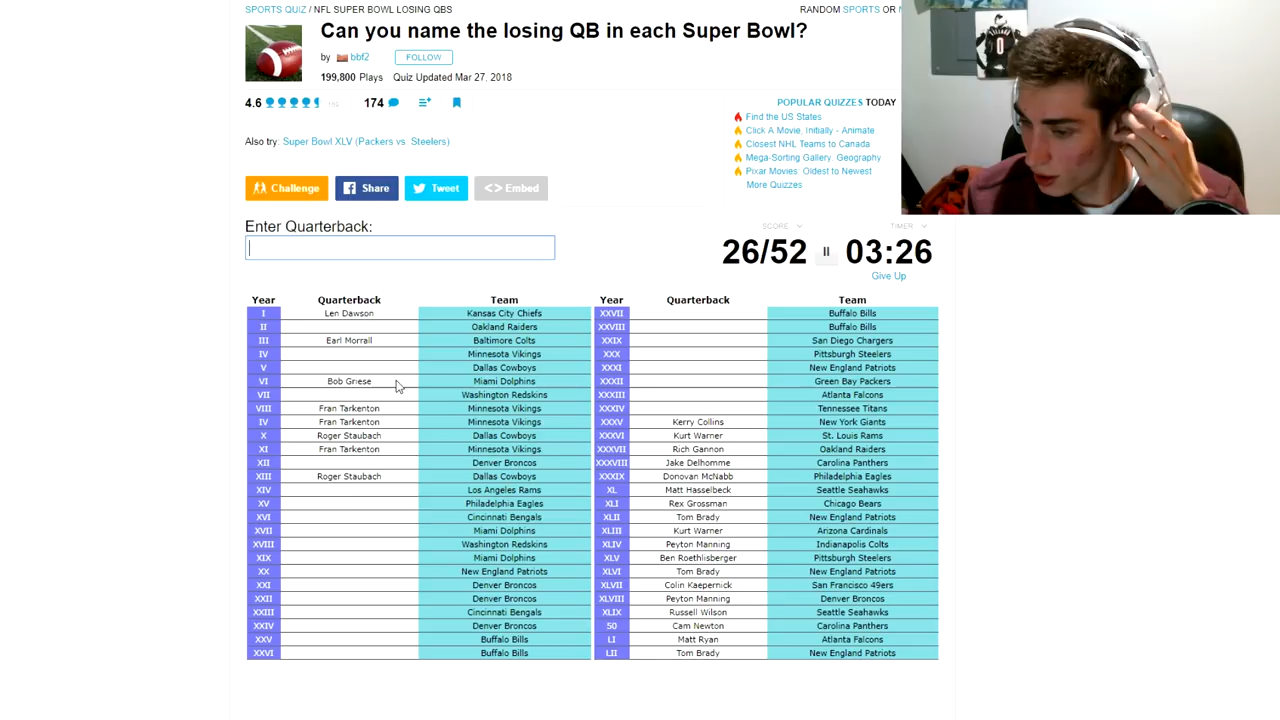 SPORTS QUIZ / NFL SUPER BOWL LOSING QBS
RANDOM SPORTS OR
Can you name the losing QB in each Super Bowl?
by bbf2 FOLLOW
199,800 Plays Quiz Updated Mar 27, 2018
4.6 174
Also try: Super Bowl XLV (Packers vs Steelers)
POPULAR QUIZZES TODAY
Find the US States
Click A Movie, Initially - Animate
Closest NHL Teams to Canada
Mega-Sorting Gallery: Geography
Pixar Movies: Oldest to Newest
More Quizzes
Challenge Share Tweet <> Embed
Enter Quarterback:
SCORE TIMER
26/52 03:26
Give Up
Year Quarterback Team Year Quarterback Team
I Len Dawson Kansas City Chiefs XXVII Buffalo Bills
II Oakland Raiders XXVIII Buffalo Bills
III Earl Morrall Baltimore Colts XXIX San Diego Chargers
IV Minnesota Vikings XXX Pittsburgh Steelers
V Dallas Cowboys XXXI New England Patriots
VI Bob Griese Miami Dolphins XXXII Green Bay Packers
VII Washington Redskins XXXIII Atlanta Falcons
VIII Fran Tarkenton Minnesota Vikings XXXIV Tennessee Titans
IV Fran Tarkenton Minnesota Vikings XXXV Kerry Collins New York Giants
X Roger Staubach Dallas Cowboys XXXVI Kurt Warner St. Louis Rams
XI Fran Tarkenton Minnesota Vikings XXXVII Rich Gannon Oakland Raiders
XII Denver Broncos XXXVIII Jake Delhomme Carolina Panthers
XIII Roger Staubach Dallas Cowboys XXXIX Donovan McNabb Philadelphia Eagles
XIV Los Angeles Rams XL Matt Hasselbeck Seattle Seahawks
XV Philadelphia Eagles XLI Rex Grossman Chicago Bears
XVI Cincinnati Bengals XLII Tom Brady New England Patriots
XVII Miami Dolphins XLIII Kurt Warner Arizona Cardinals
XVIII Washington Redskins XLIV Peyton Manning Indianapolis Colts
XIX Miami Dolphins XLV Ben Roethlisberger Pittsburgh Steelers
XX New England Patriots XLVI Tom Brady New England Patriots
XXI Denver Broncos XLVII Colin Kaepernick San Francisco 49ers
XXII Denver Broncos XLVIII Peyton Manning Denver Broncos
XXIII Cincinnati Bengals XLIX Russell Wilson Seattle Seahawks
XXIV Denver Broncos 50 Cam Newton Carolina Panthers
XXV Buffalo Bills LI Matt Ryan Atlanta Falcons
XXVI Buffalo Bills LII Tom Brady New England Patriots